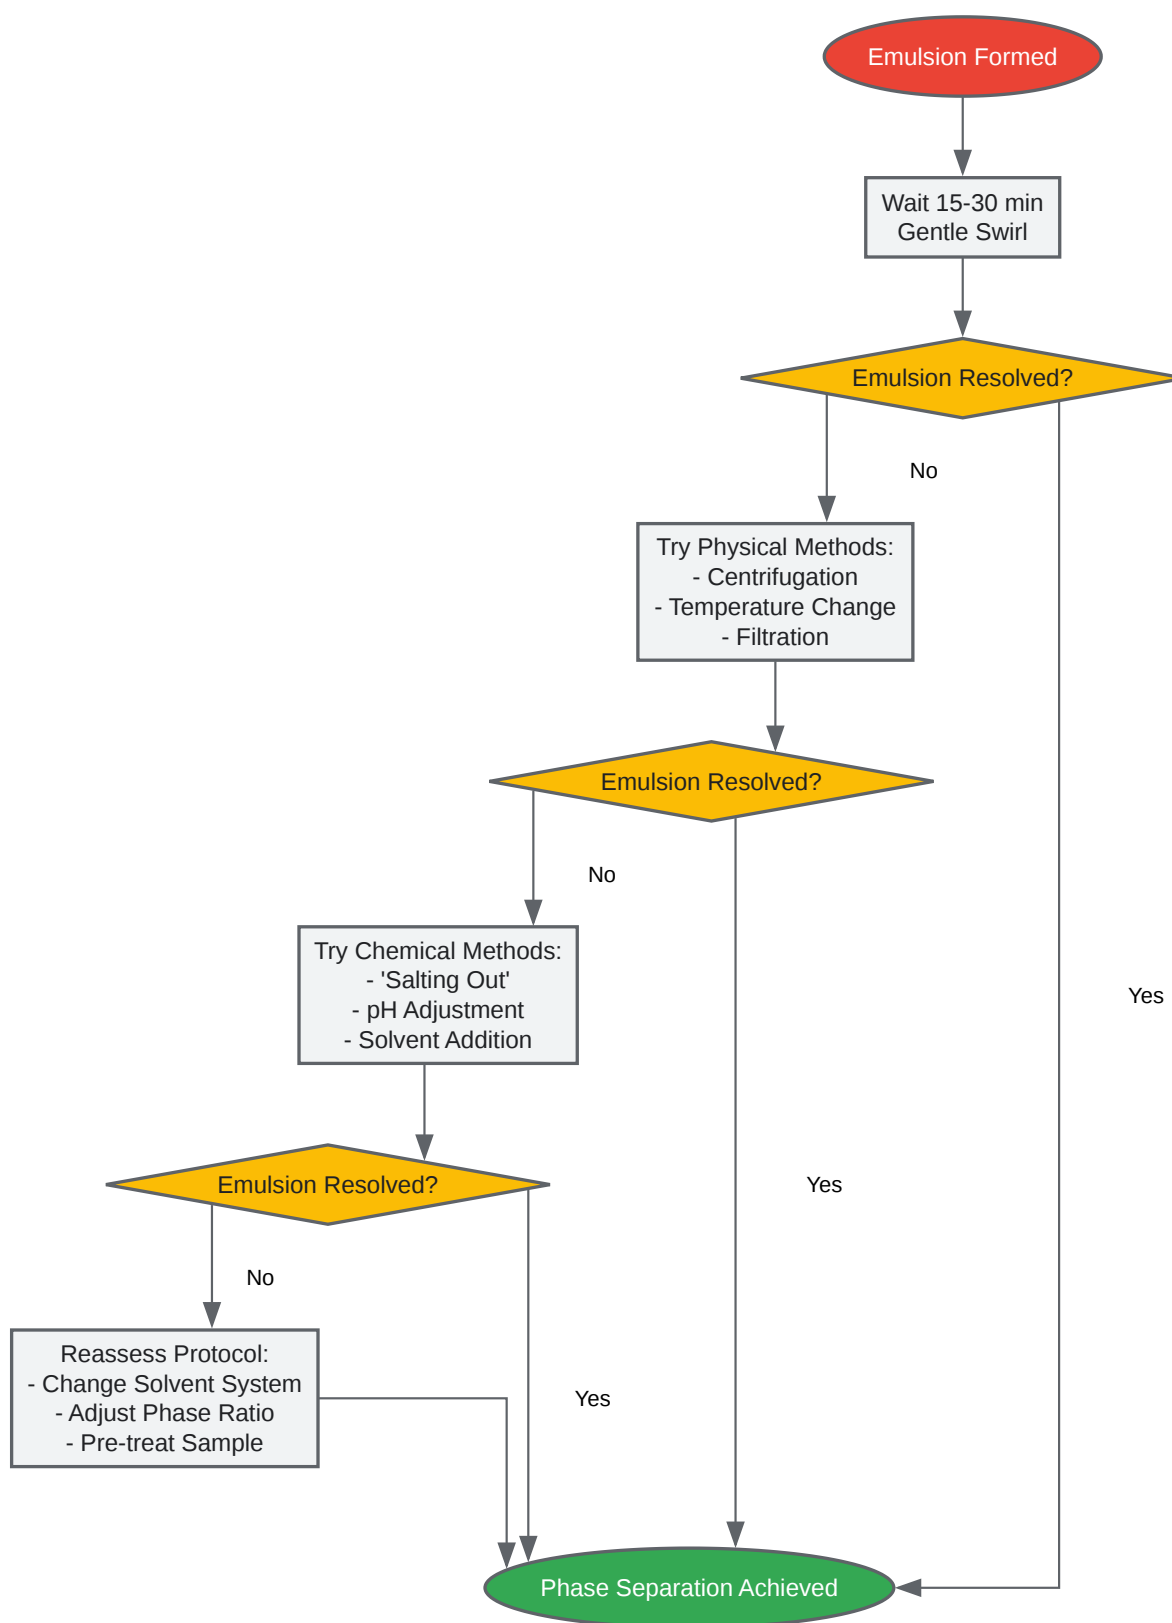 Emulsion Formed
Wait 15-30 min
Gentle Swirl
Emulsion Resolved?
No
Try Physical Methods:
- Centrifugation
- Temperature Change
- Filtration
Emulsion Resolved?
No
Try Chemical Methods:
- 'Salting Out'
- pH Adjustment
- Solvent Addition
Yes
Emulsion Resolved?
Yes
No
Reassess Protocol:
- Change Solvent System
- Adjust Phase Ratio
- Pre-treat Sample
Yes
Phase Separation Achieved